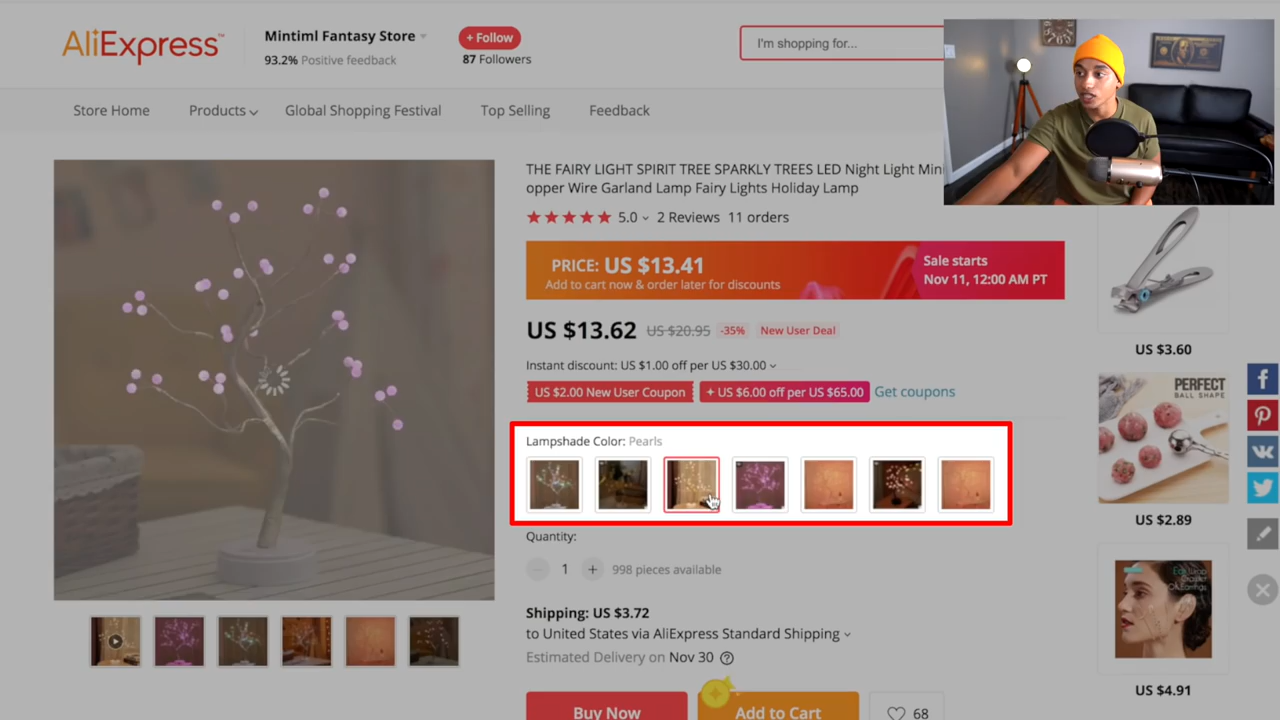 AliExpress™
Mintiml Fantasy Store
+ Follow
93.2% Positive feedback
87 Followers
I'm shopping for...
Store Home
Products
Global Shopping Festival
Top Selling
Feedback
THE FAIRY LIGHT SPIRIT TREE SPARKLY TREES LED Night Light Mini
opper Wire Garland Lamp Fairy Lights Holiday Lamp
5.0 2 Reviews 11 orders
PRICE: US $13.41
Add to cart now & order later for discounts
Sale starts
Nov 11, 12:00 AM PT
US $13.62 US $20.95 -35% New User Deal
Instant discount: US $1.00 off per US $30.00
US $2.00 New User Coupon
+ US $6.00 off per US $65.00
Get coupons
Lampshade Color: Pearls
Quantity:
1
998 pieces available
Shipping: US $3.72
to United States via AliExpress Standard Shipping
Estimated Delivery on Nov 30
Buy Now
Add to Cart
68
US $3.60
PERFECT
BALL SHAPE
US $2.89
US $4.91